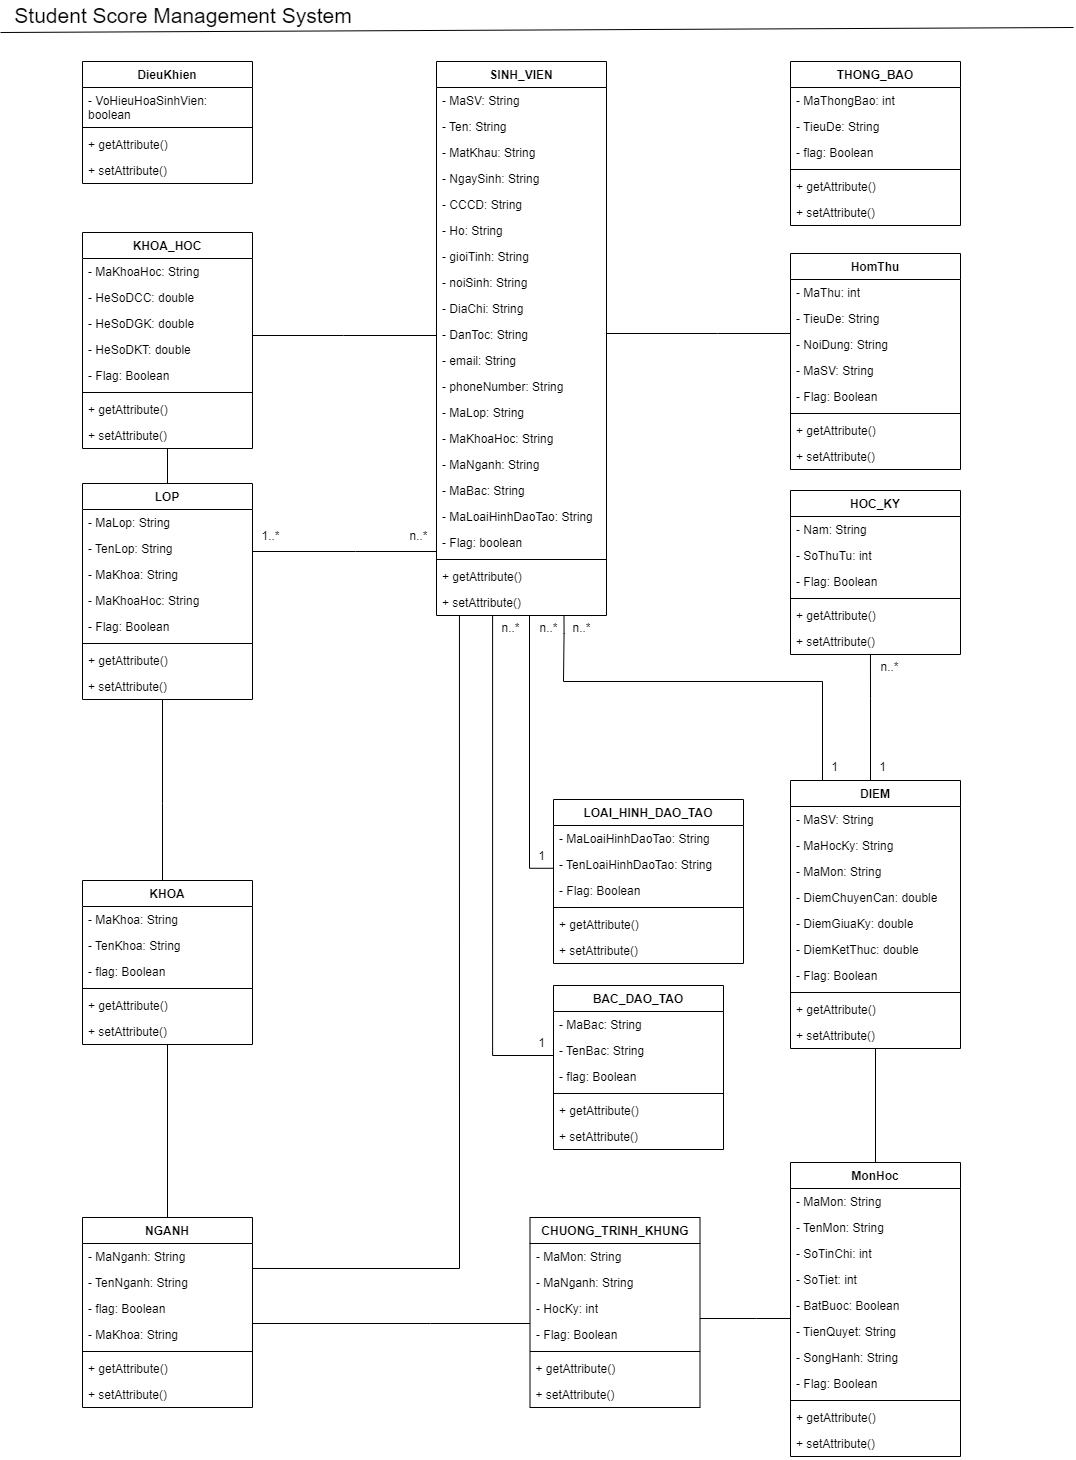 Student Score Management System
DieuKhien
- VoHieuHoaSinhVien:
boolean
+ getAttribute()
+ setAttribute()
SINH_VIEN
- MaSV: String
- Ten: String
- MatKhau: String
- NgaySinh: String
- CCCD: String
- Ho: String
- gioiTinh: String
- noiSinh: String
- DiaChi: String
- DanToc: String
- email: String
- phoneNumber: String
- MaLop: String
- MaKhoaHoc: String
- MaNganh: String
- MaBac: String
- MaLoaiHinhDaoTao: String
- Flag: boolean
+ getAttribute()
+ setAttribute()
THONG_BAO
- MaThongBao: int
- TieuDe: String
- flag: Boolean
+ getAttribute()
+ setAttribute()
KHOA_HOC
- MaKhoaHoc: String
- HeSoDCC: double
- HeSoDGK: double
- HeSoDKT: double
- Flag: Boolean
+ getAttribute()
+ setAttribute()
HomThu
- MaThu: int
- TieuDe: String
- NoiDung: String
- MaSV: String
- Flag: Boolean
+ getAttribute()
+ setAttribute()
LOP
- MaLop: String
- TenLop: String
- MaKhoa: String
- MaKhoaHoc: String
- Flag: Boolean
+ getAttribute()
+ setAttribute()
1..*
n..*
HOC_KY
- Nam: String
- SoThuTu: int
- Flag: Boolean
+ getAttribute()
+ setAttribute()
n..*
n..*
n..*
n..*
1
1
LOAI_HINH_DAO_TAO
- MaLoaiHinhDaoTao: String
- TenLoaiHinhDaoTao: String
- Flag: Boolean
+ getAttribute()
+ setAttribute()
1
DIEM
- MaSV: String
- MaHocKy: String
- MaMon: String
- DiemChuyenCan: double
- DiemGiuaKy: double
- DiemKetThuc: double
- Flag: Boolean
+ getAttribute()
+ setAttribute()
KHOA
- MaKhoa: String
- TenKhoa: String
- flag: Boolean
+ getAttribute()
+ setAttribute()
BAC_DAO_TAO
- MaBac: String
- TenBac: String
- flag: Boolean
+ getAttribute()
+ setAttribute()
1
NGANH
- MaNganh: String
- TenNganh: String
- flag: Boolean
- MaKhoa: String
+ getAttribute()
+ setAttribute()
CHUONG_TRINH_KHUNG
- MaMon: String
- MaNganh: String
- HocKy: int
- Flag: Boolean
+ getAttribute()
+ setAttribute()
MonHoc
- MaMon: String
- TenMon: String
- SoTinChi: int
- SoTiet: int
- BatBuoc: Boolean
- TienQuyet: String
- SongHanh: String
- Flag: Boolean
+ getAttribute()
+ setAttribute()